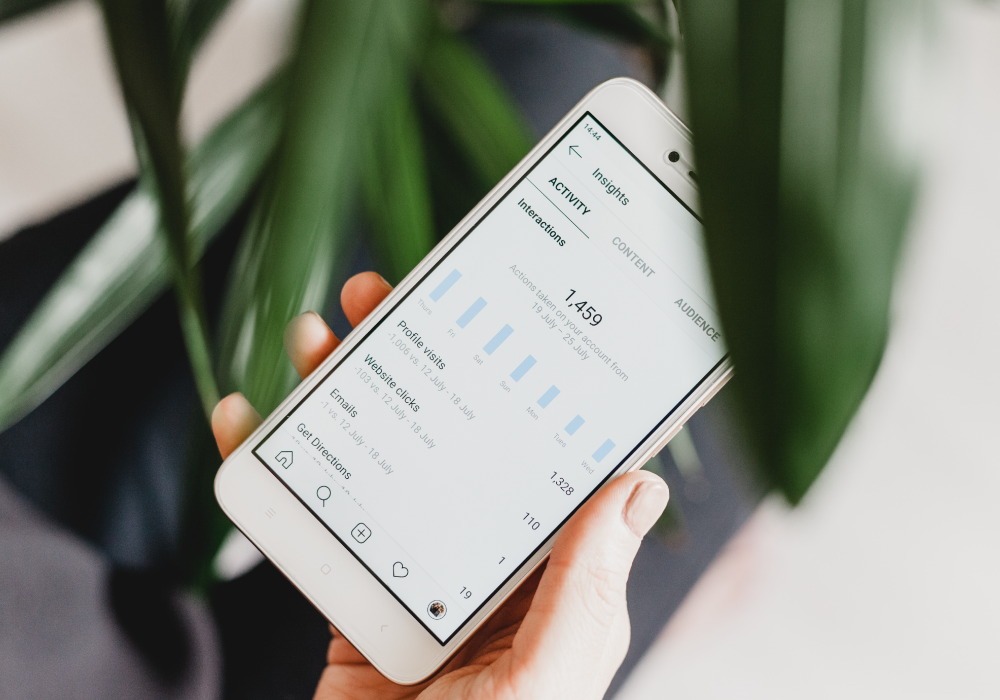 14:44
Insights
ACTIVITY
CONTENT
AUDIENCE
Interactions
1,459
Actions taken on your account from
19 July – 25 July
Thurs
Fri
Sat
Sun
Mon
Tues
Wed
Profile visits
1,328
-1,006 vs. 12 July - 18 July
Website clicks
110
-103 vs. 12 July - 18 July
Emails
1
-1 vs. 12 July - 18 July
Get Directions
19